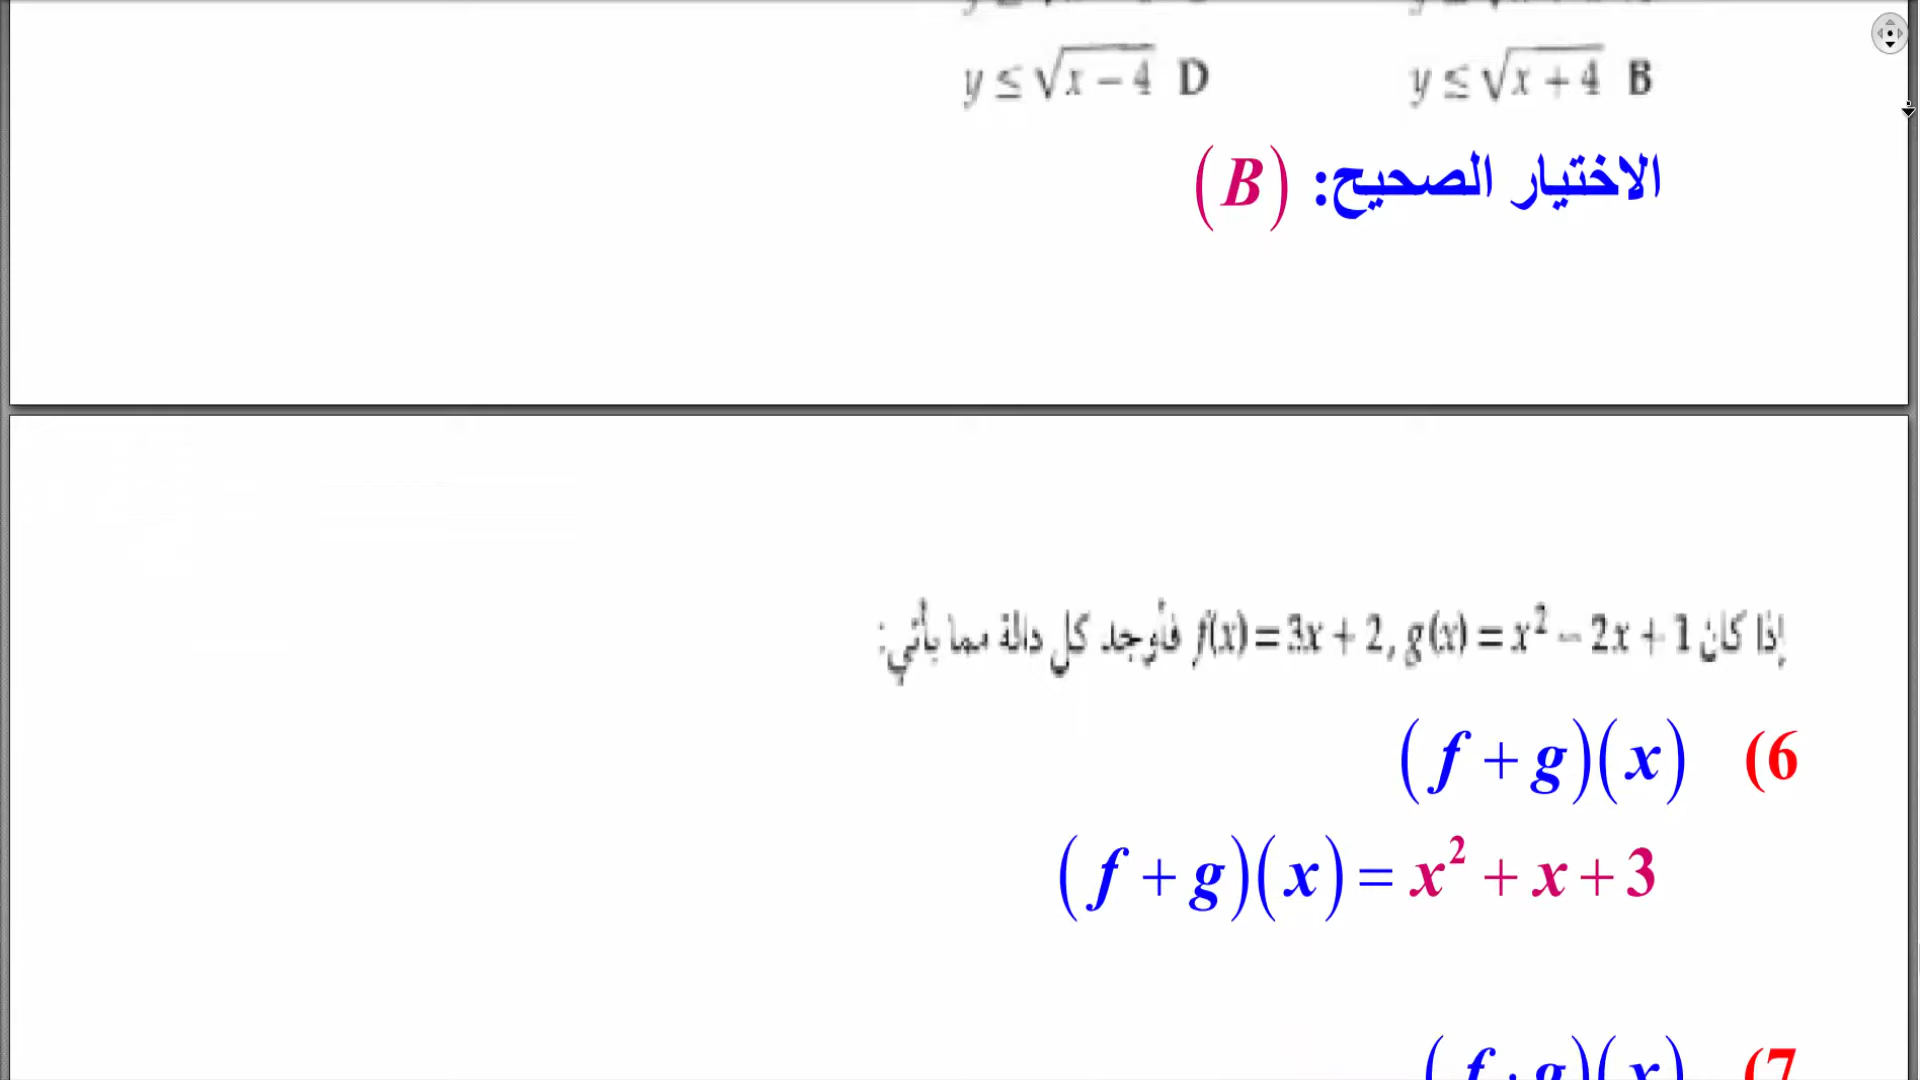 y ≤ √x + 4 B y ≤ √x − 4 D
الاختيار الصحيح: (B)
إذا كان f(x) = 3x + 2, g(x) = x² − 2x + 1 فأوجد كل دالة مما يأتي:
(6 (f + g)(x)
(f + g)(x) = x² + x + 3
(7 (f · g)(x)